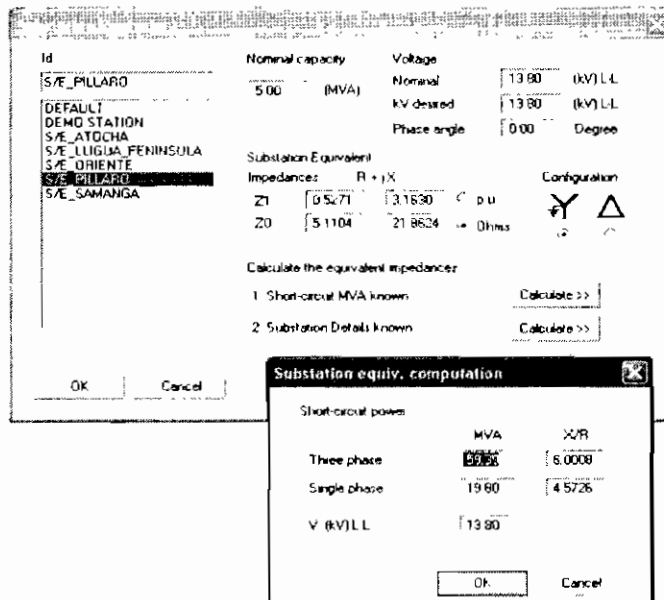 Id
Nominal capacity
Voltage
S/E_PILLARO
5.00 (MVA)
Nominal 13.80 (kV) L-L
kV desired 13.80 (kV) L-L
Phase angle 0.00 Degree
DEFAULT
DEMO STATION
S/E_ATOCHA
S/E_LLIGUA_PENINSULA
S/E_ORIENTE
S/E_PILLARO
S/E_SAMANGA
Substation Equivalent
Impedances R + jX Configuration
Z1 0.5271 3.1630 p.u.
Z0 5.1104 21.8624 Ohms
Calculate the equivalent impedances
1. Short-circuit MVA known Calculate >>
2. Substation Details known Calculate >>
OK Cancel
Substation equiv. computation
Short-circuit power
MVA X/R
Three phase 6.0008
Single phase 19.80 4.5726
V (kV) L-L 13.80
OK Cancel